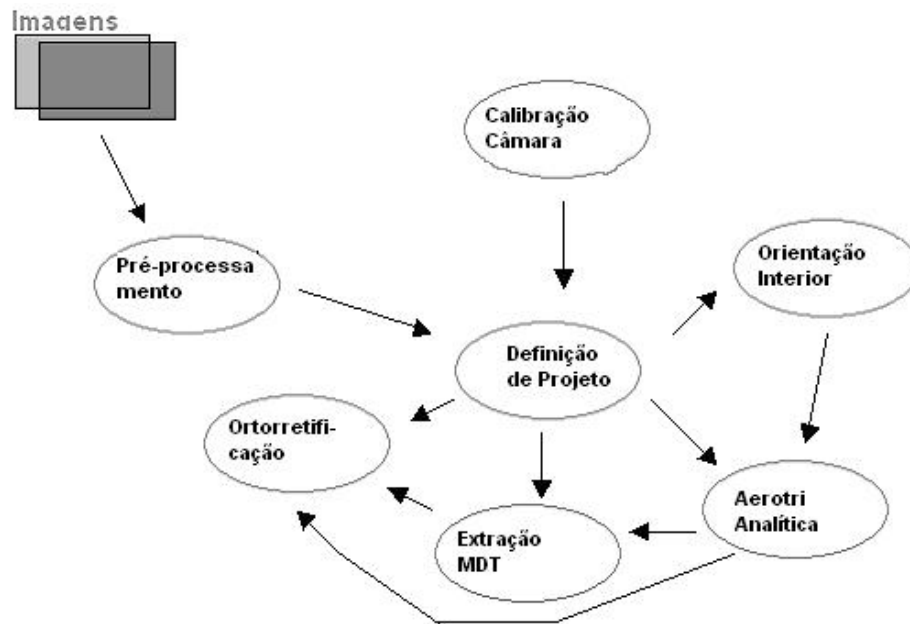 Imagens
Calibração
Câmara
Pré-processa
mento
Orientação
Interior
Definição
de Projeto
Ortorretifi-
cação
Aerotri
Analítica
Extração
MDT